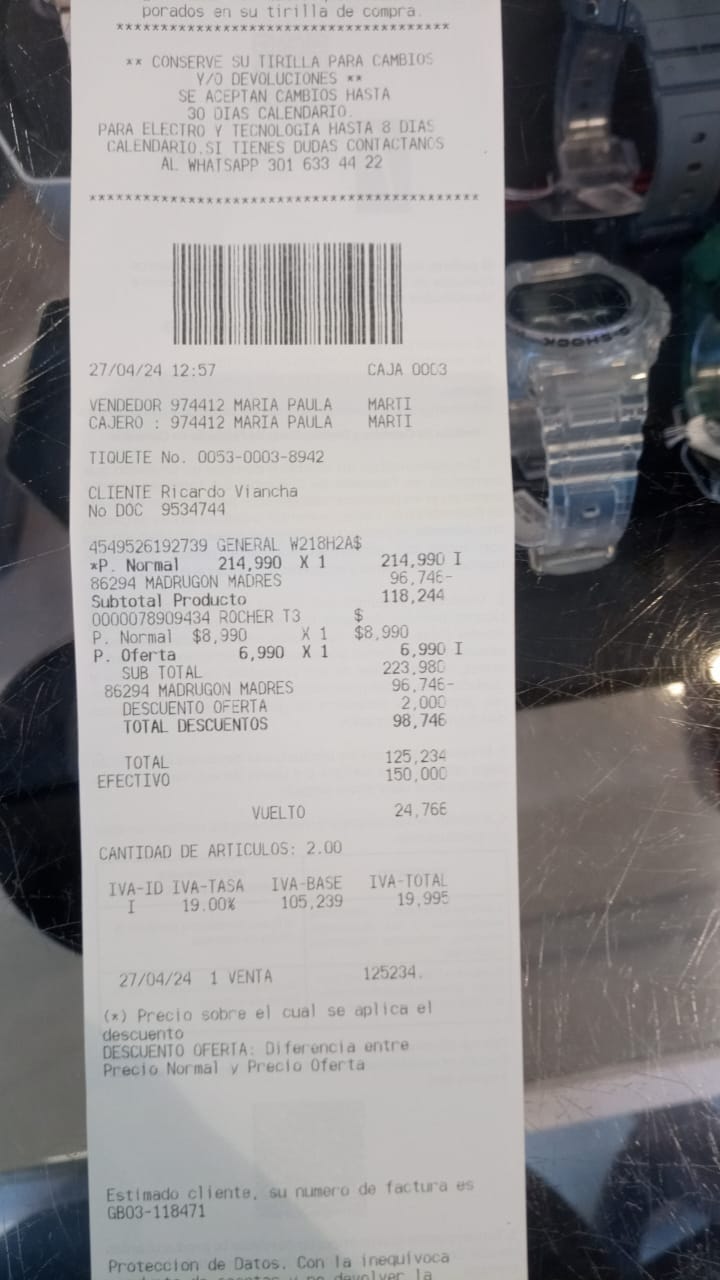 porados en su tirilla de compra.
***************************************
** CONSERVE SU TIRILLA PARA CAMBIOS
Y/O DEVOLUCIONES **
SE ACEPTAN CAMBIOS HASTA
30 DIAS CALENDARIO.
PARA ELECTRO Y TECNOLOGIA HASTA 8 DIAS
CALENDARIO.SI TIENES DUDAS CONTACTANOS
AL WHATSAPP 301 633 44 22
***************************************
27/04/24 12:57 CAJA 0003
VENDEDOR 974412 MARIA PAULA MARTI
CAJERO : 974412 MARIA PAULA MARTI
TIQUETE No. 0053-0003-8942
CLIENTE Ricardo Viancha
No DOC 9534744
4549526192739 GENERAL W218H2A$
*P. Normal 214,990 X 1 214,990 I
86294 MADRUGON MADRES 96,746-
Subtotal Producto 118,244
0000078909434 ROCHER T3 $
P. Normal $8,990 X 1 $8,990
P. Oferta 6,990 X 1 6,990 I
SUB TOTAL 223,980
86294 MADRUGON MADRES 96,746-
DESCUENTO OFERTA 2,000
TOTAL DESCUENTOS 98,746
TOTAL 125,234
EFECTIVO 150,000
VUELTO 24,766
CANTIDAD DE ARTICULOS: 2.00
IVA-ID IVA-TASA IVA-BASE IVA-TOTAL
I 19.00% 105,239 19,995
27/04/24 1 VENTA 125234.
(*) Precio sobre el cual se aplica el
descuento
DESCUENTO OFERTA: Diferencia entre
Precio Normal y Precio Oferta
Estimado cliente, su numero de factura es
GB03-118471
Proteccion de Datos. Con la inequivoca
y no devolver la
G-SHOCK